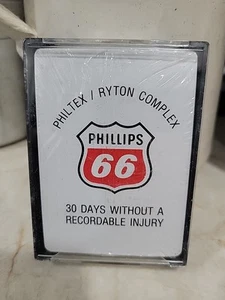 PHILTEX / RYTON COMPLEX
PHILLIPS
66
30 DAYS WITHOUT A
RECORDABLE INJURY